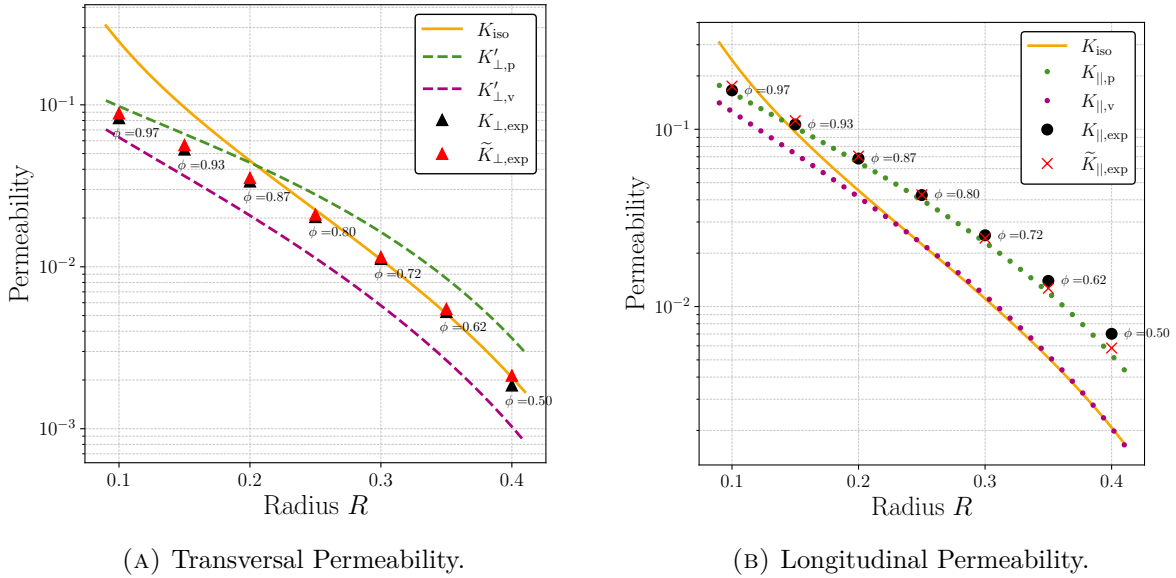 K_iso
K'_⊥,p
K'_⊥,v
K_⊥,exp
K̃_⊥,exp
10^−1
10^−2
10^−3
Permeability
ϕ=0.97
ϕ=0.93
ϕ=0.87
ϕ=0.80
ϕ=0.72
ϕ=0.62
ϕ=0.50
0.1 0.2 0.3 0.4
Radius R
(A) Transversal Permeability.
K_iso
K_||,p
K_||,v
K_||,exp
K̃_||,exp
10^−1
10^−2
Permeability
ϕ=0.97
ϕ=0.93
ϕ=0.87
ϕ=0.80
ϕ=0.72
ϕ=0.62
ϕ=0.50
0.1 0.2 0.3 0.4
Radius R
(B) Longitudinal Permeability.